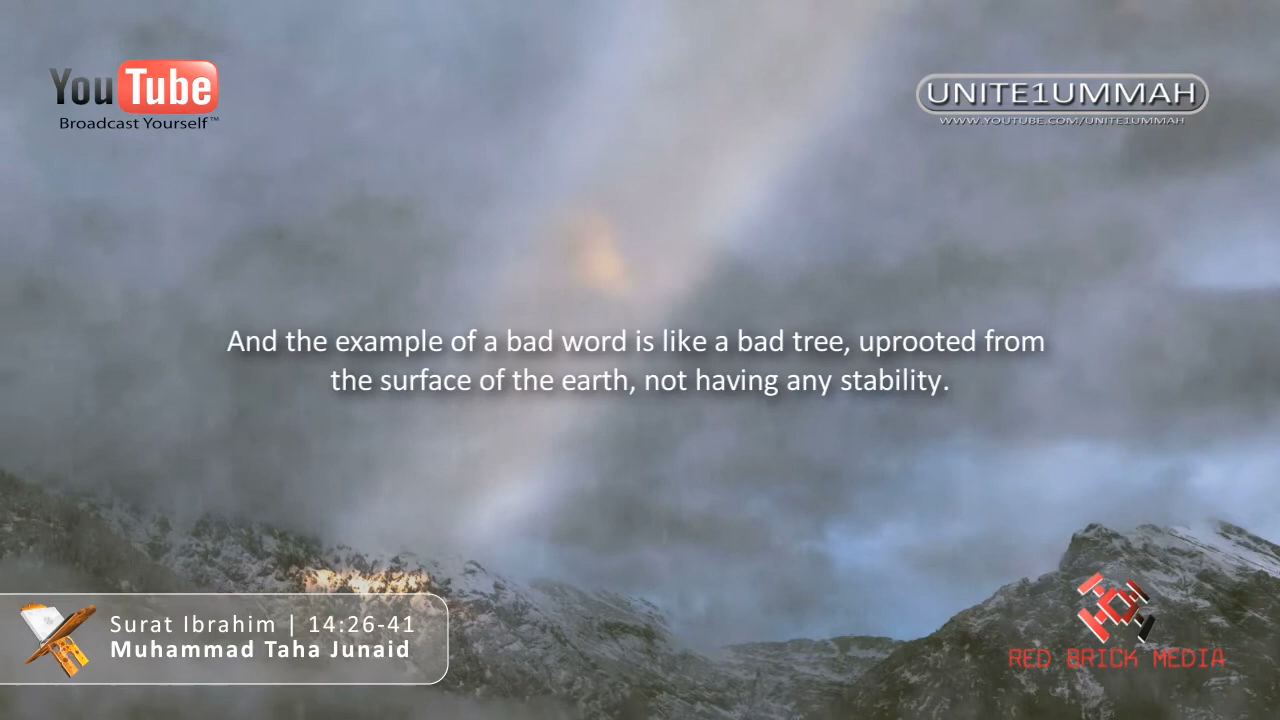 YouTube
Broadcast Yourself™
UNITE1UMMAH
WWW.YOUTUBE.COM/UNITE1UMMAH
And the example of a bad word is like a bad tree, uprooted from
the surface of the earth, not having any stability.
Surat Ibrahim | 14:26-41
Muhammad Taha Junaid
RED BRICK MEDIA